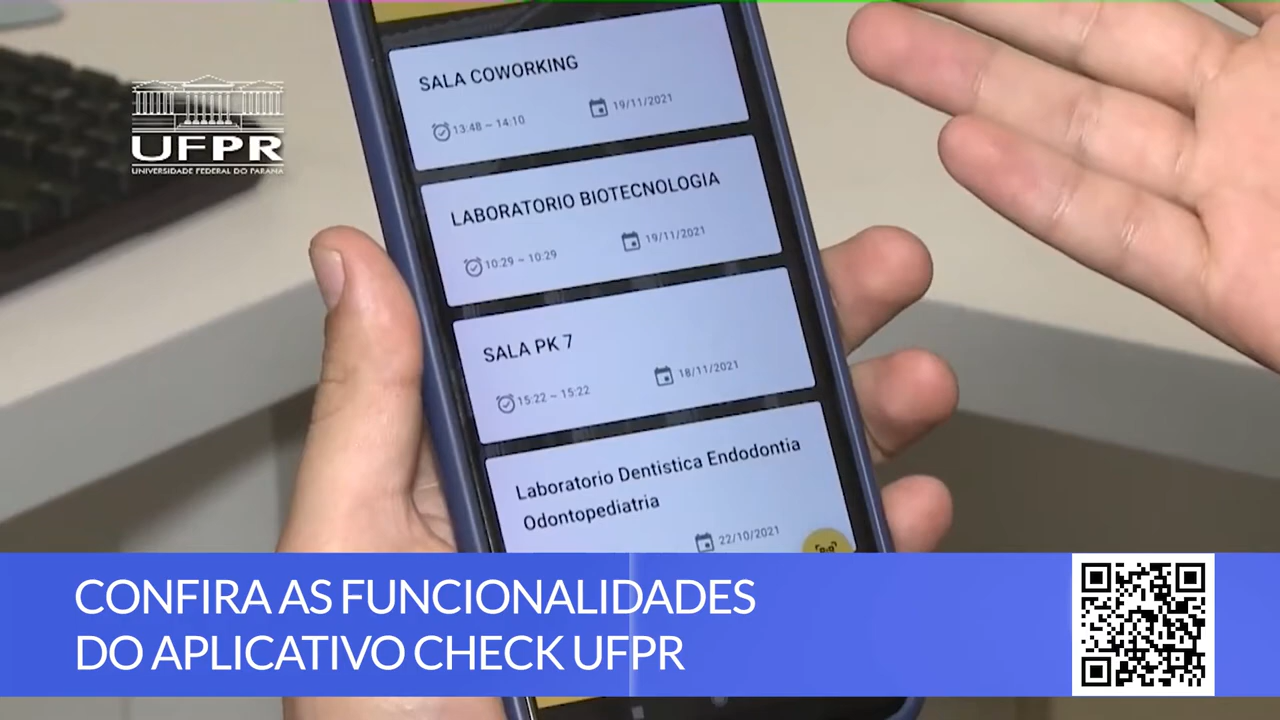 UFPR
UNIVERSIDADE FEDERAL DO PARANÁ
SALA COWORKING
13:48 – 14:10
19/11/2021
LABORATORIO BIOTECNOLOGIA
10:29 – 10:29
19/11/2021
SALA PK 7
15:22 – 15:22
18/11/2021
Laboratorio Dentistica Endodontia
Odontopediatria
22/10/2021
CONFIRA AS FUNCIONALIDADES
DO APLICATIVO CHECK UFPR